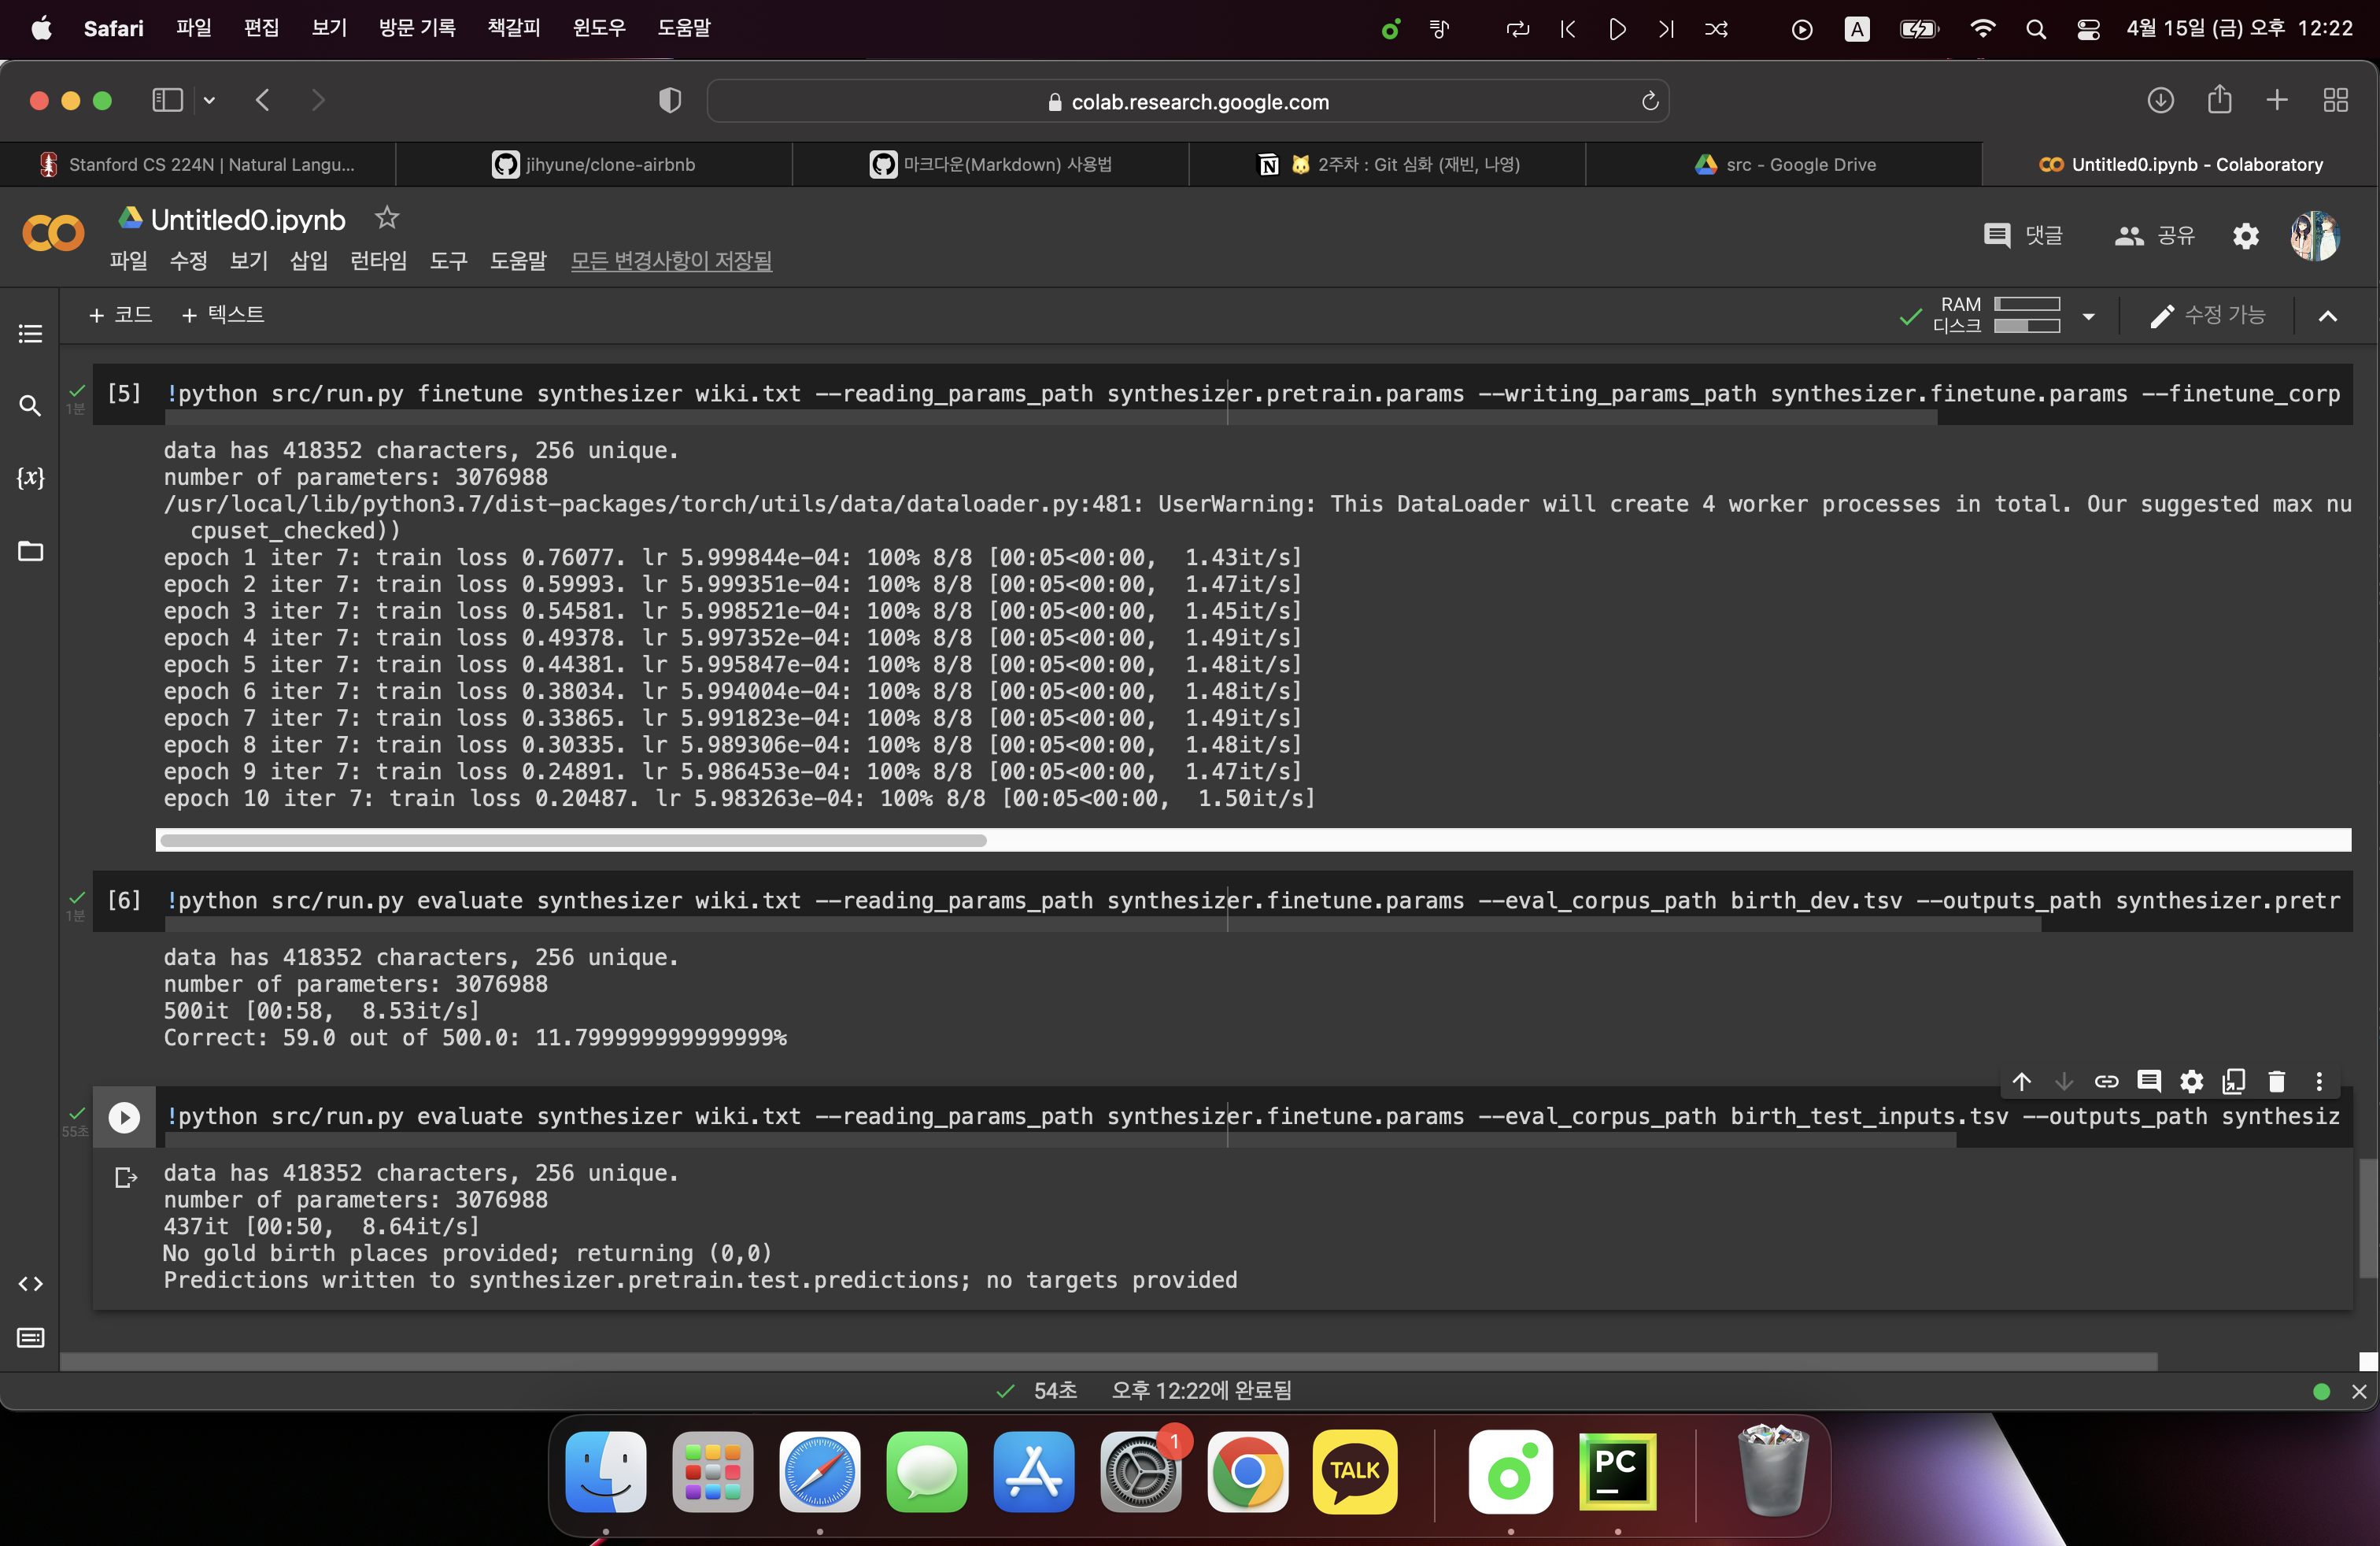 Safari 파일 편집 보기 방문 기록 책갈피 윈도우 도움말 A 4월 15일 (금) 오후 12:22
colab.research.google.com
Stanford CS 224N | Natural Langu... jihyune/clone-airbnb 마크다운(Markdown) 사용법 🐱 2주차 : Git 심화 (재빈, 나영) src - Google Drive Untitled0.ipynb - Colaboratory
Untitled0.ipynb
댓글 공유
파일 수정 보기 삽입 런타임 도구 도움말 모든 변경사항이 저장됨
+ 코드 + 텍스트
RAM
디스크
수정 가능
[5] !python src/run.py finetune synthesizer wiki.txt --reading_params_path synthesizer.pretrain.params --writing_params_path synthesizer.finetune.params --finetune_corp
1분
data has 418352 characters, 256 unique.
number of parameters: 3076988
/usr/local/lib/python3.7/dist-packages/torch/utils/data/dataloader.py:481: UserWarning: This DataLoader will create 4 worker processes in total. Our suggested max nu
cpuset_checked))
epoch 1 iter 7: train loss 0.76077. lr 5.999844e-04: 100% 8/8 [00:05<00:00,  1.43it/s]
epoch 2 iter 7: train loss 0.59993. lr 5.999351e-04: 100% 8/8 [00:05<00:00,  1.47it/s]
epoch 3 iter 7: train loss 0.54581. lr 5.998521e-04: 100% 8/8 [00:05<00:00,  1.45it/s]
epoch 4 iter 7: train loss 0.49378. lr 5.997352e-04: 100% 8/8 [00:05<00:00,  1.49it/s]
epoch 5 iter 7: train loss 0.44381. lr 5.995847e-04: 100% 8/8 [00:05<00:00,  1.48it/s]
epoch 6 iter 7: train loss 0.38034. lr 5.994004e-04: 100% 8/8 [00:05<00:00,  1.48it/s]
epoch 7 iter 7: train loss 0.33865. lr 5.991823e-04: 100% 8/8 [00:05<00:00,  1.49it/s]
epoch 8 iter 7: train loss 0.30335. lr 5.989306e-04: 100% 8/8 [00:05<00:00,  1.48it/s]
epoch 9 iter 7: train loss 0.24891. lr 5.986453e-04: 100% 8/8 [00:05<00:00,  1.47it/s]
epoch 10 iter 7: train loss 0.20487. lr 5.983263e-04: 100% 8/8 [00:05<00:00,  1.50it/s]
[6] !python src/run.py evaluate synthesizer wiki.txt --reading_params_path synthesizer.finetune.params --eval_corpus_path birth_dev.tsv --outputs_path synthesizer.pretr
1분
data has 418352 characters, 256 unique.
number of parameters: 3076988
500it [00:58,  8.53it/s]
Correct: 59.0 out of 500.0: 11.799999999999999%
!python src/run.py evaluate synthesizer wiki.txt --reading_params_path synthesizer.finetune.params --eval_corpus_path birth_test_inputs.tsv --outputs_path synthesiz
55초
data has 418352 characters, 256 unique.
number of parameters: 3076988
437it [00:50,  8.64it/s]
No gold birth places provided; returning (0,0)
Predictions written to synthesizer.pretrain.test.predictions; no targets provided
54초 오후 12:22에 완료됨
1
TALK
PC